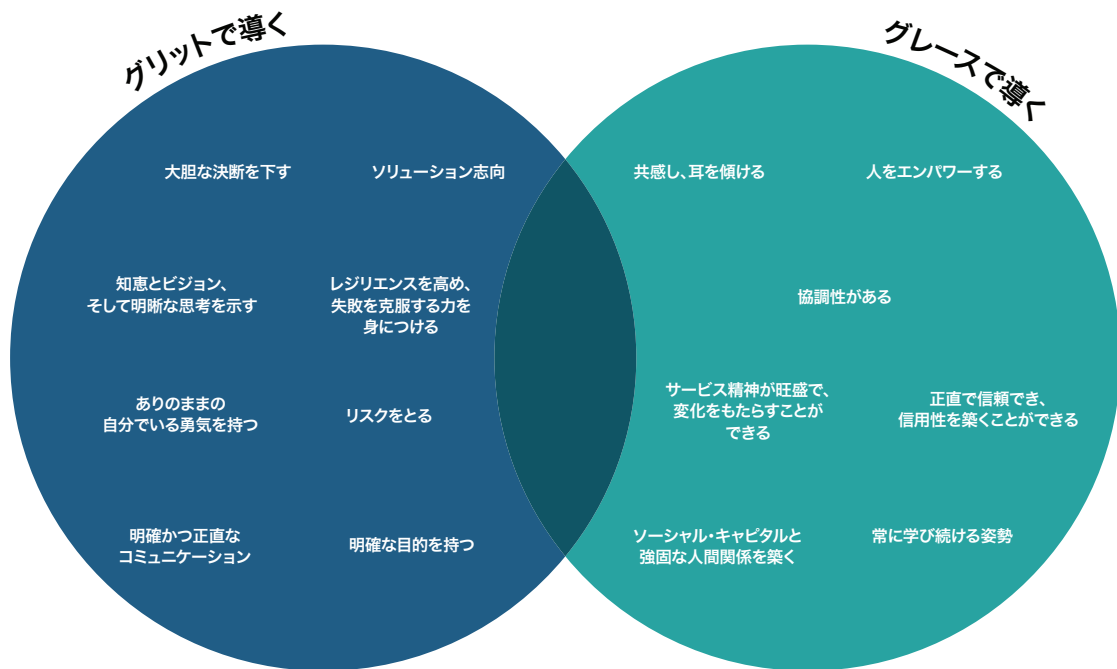 グリットで導く
大胆な決断を下す
ソリューション志向
知恵とビジョン、
そして明晰な思考を示す
レジリエンスを高め、
失敗を克服する力を
身につける
ありのままの
自分でいる勇気を持つ
リスクをとる
明確かつ正直な
コミュニケーション
明確な目的を持つ
グレースで導く
共感し、耳を傾ける
人をエンパワーする
協調性がある
サービス精神が旺盛で、
変化をもたらすことが
できる
正直で信頼でき、
信用性を築くことができる
ソーシャル・キャピタルと
強固な人間関係を築く
常に学び続ける姿勢